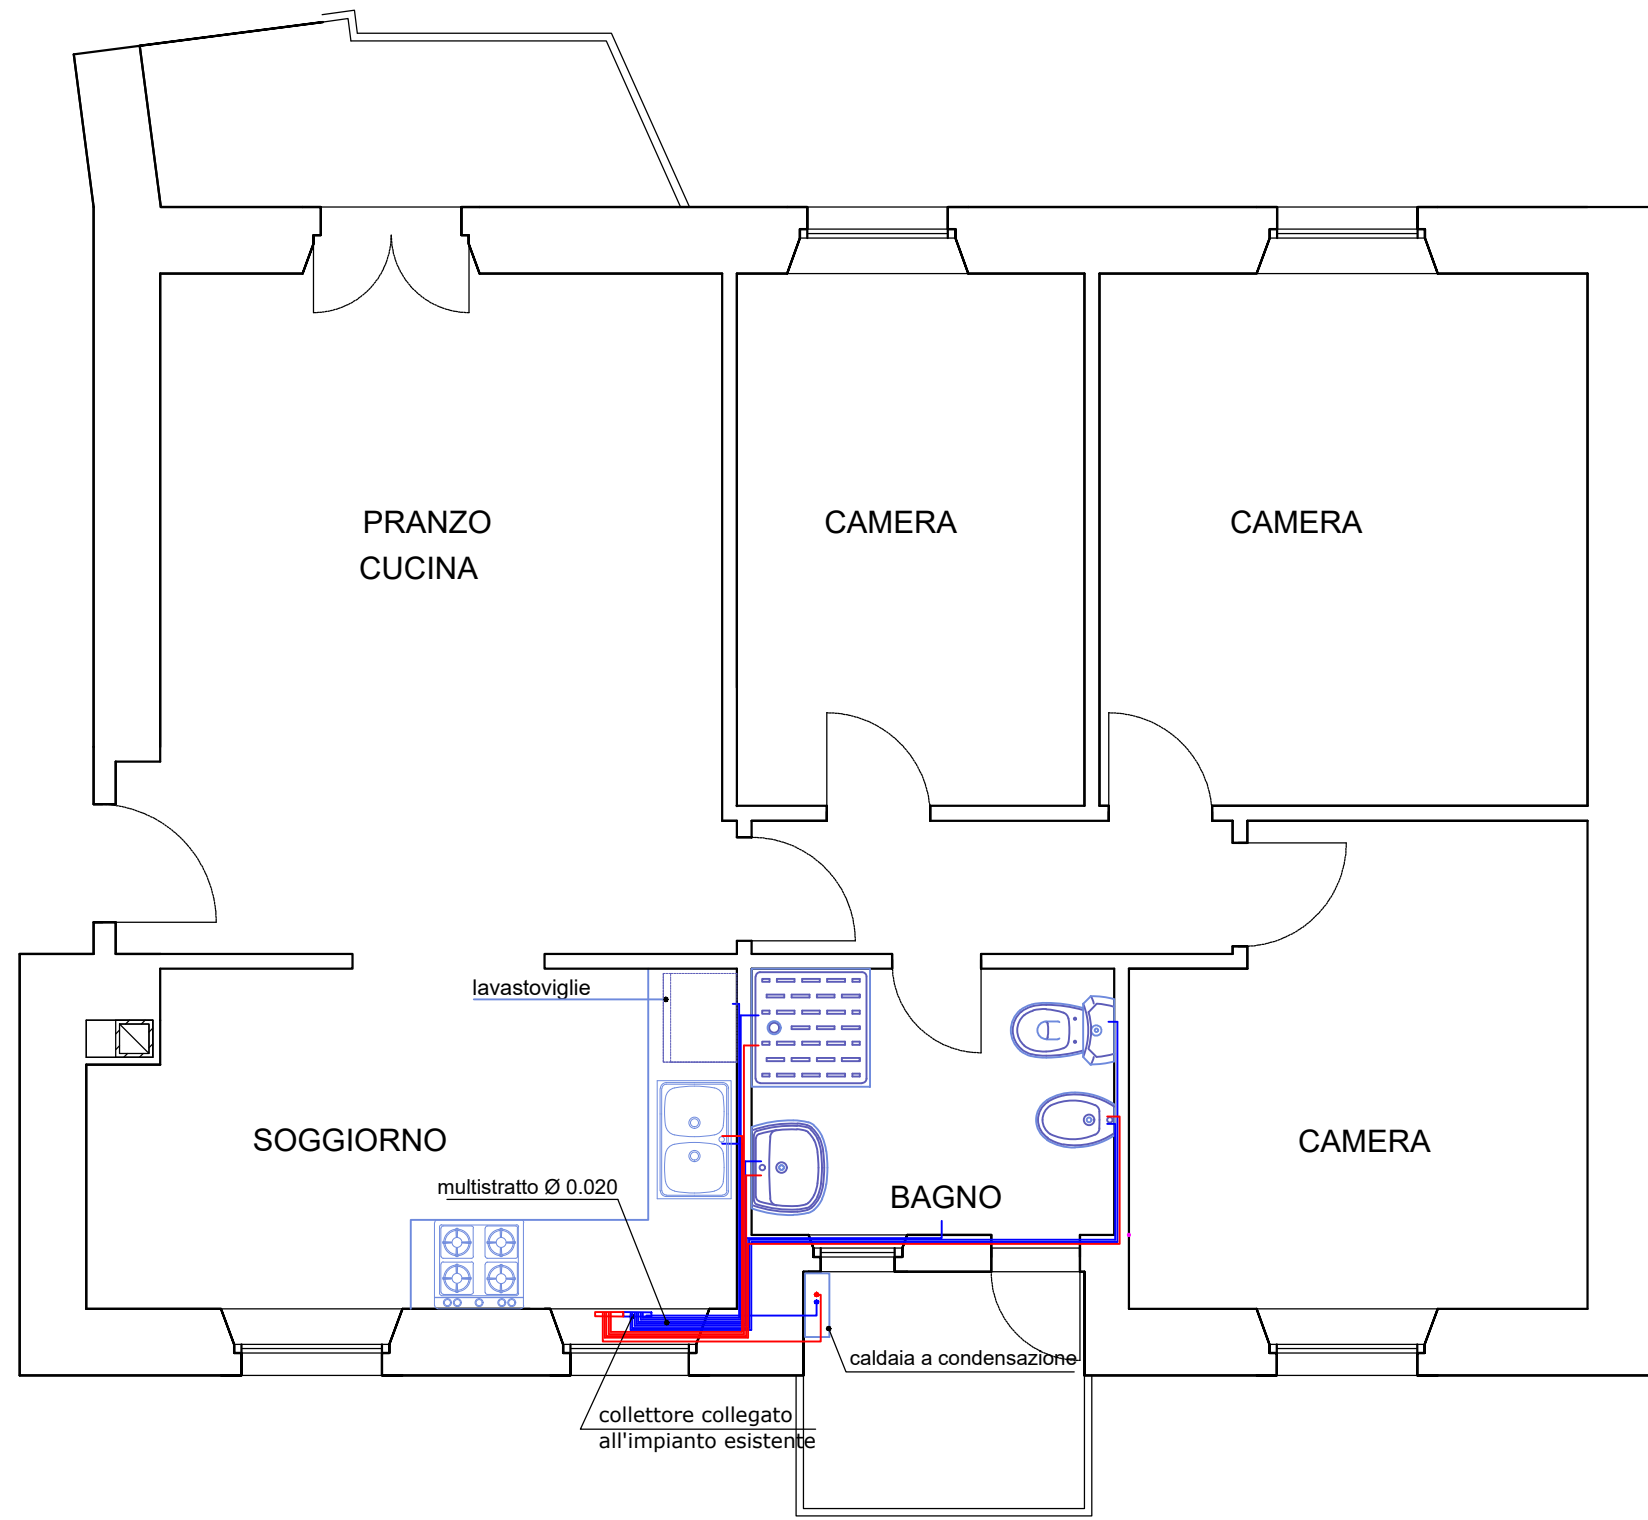 PRANZO
CUCINA
CAMERA
CAMERA
lavastoviglie
SOGGIORNO
multistratto Ø 0.020
BAGNO
CAMERA
caldaia a condensazione
collettore collegato
all'impianto esistente